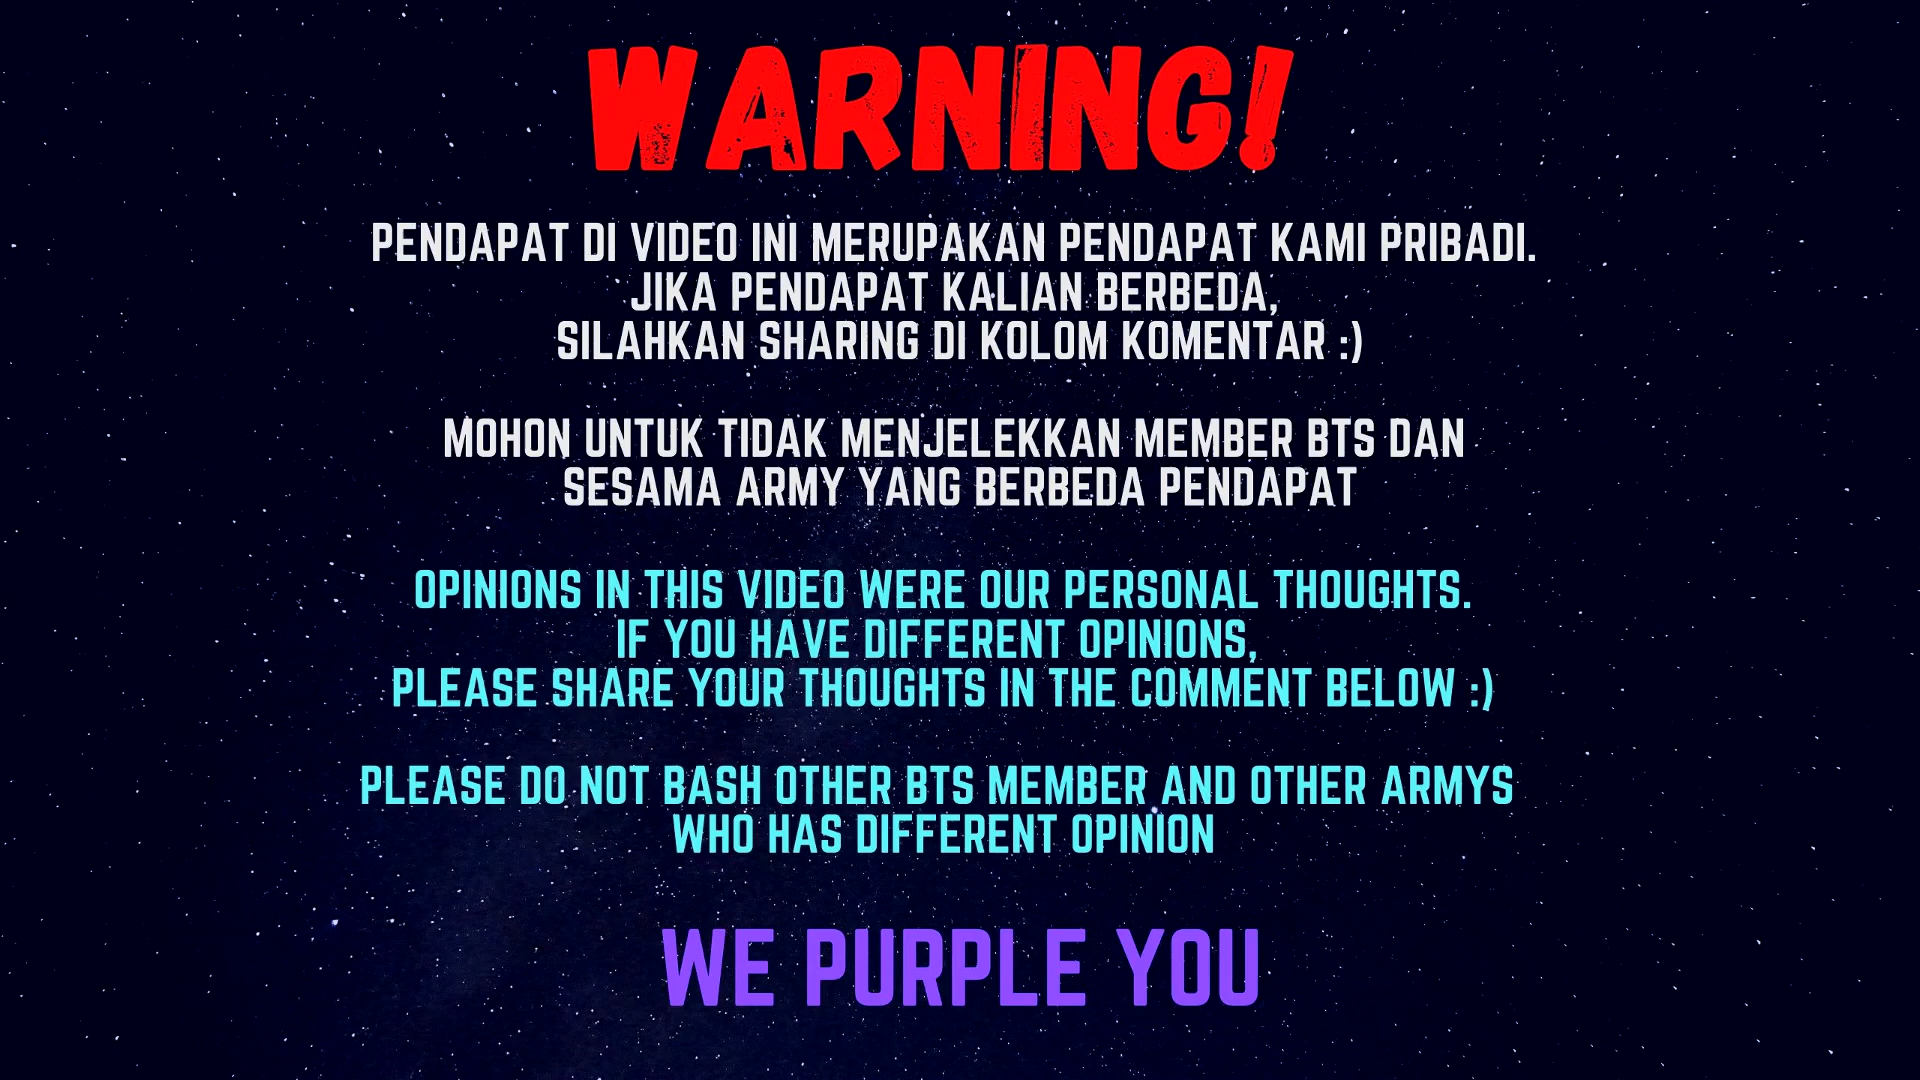 WARNING!
PENDAPAT DI VIDEO INI MERUPAKAN PENDAPAT KAMI PRIBADI.
JIKA PENDAPAT KALIAN BERBEDA,
SILAHKAN SHARING DI KOLOM KOMENTAR :)
MOHON UNTUK TIDAK MENJELEKKAN MEMBER BTS DAN
SESAMA ARMY YANG BERBEDA PENDAPAT
OPINIONS IN THIS VIDEO WERE OUR PERSONAL THOUGHTS.
IF YOU HAVE DIFFERENT OPINIONS,
PLEASE SHARE YOUR THOUGHTS IN THE COMMENT BELOW :)
PLEASE DO NOT BASH OTHER BTS MEMBER AND OTHER ARMYS
WHO HAS DIFFERENT OPINION
WE PURPLE YOU